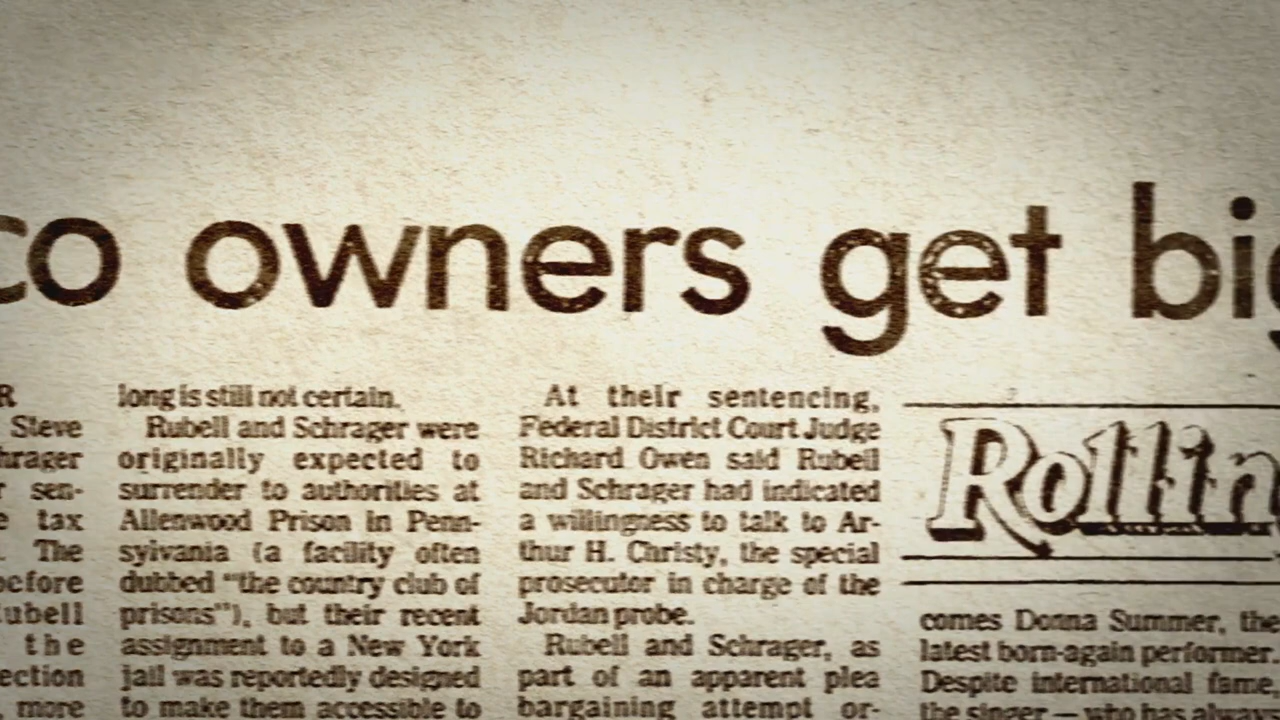 co owners get big
R
Steve
hrager
sen-
tax
The
before
ubell
the
ection
, more
long is still not certain.
Rubell and Schrager were
originally expected to
surrender to authorities at
Allenwood Prison in Penn-
sylvania (a facility often
dubbed "the country club of
prisons"), but their recent
assignment to a New York
jail was reportedly designed
to make them accessible to
At their sentencing,
Federal District Court Judge
Richard Owen said Rubell
and Schrager had indicated
a willingness to talk to Ar-
thur H. Christy, the special
prosecutor in charge of the
Jordan probe.
Rubell and Schrager, as
part of an apparent plea
bargaining attempt or-
Rollin
comes Donna Summer, the
latest born-again performer.
Despite international fame,
the singer — who has always